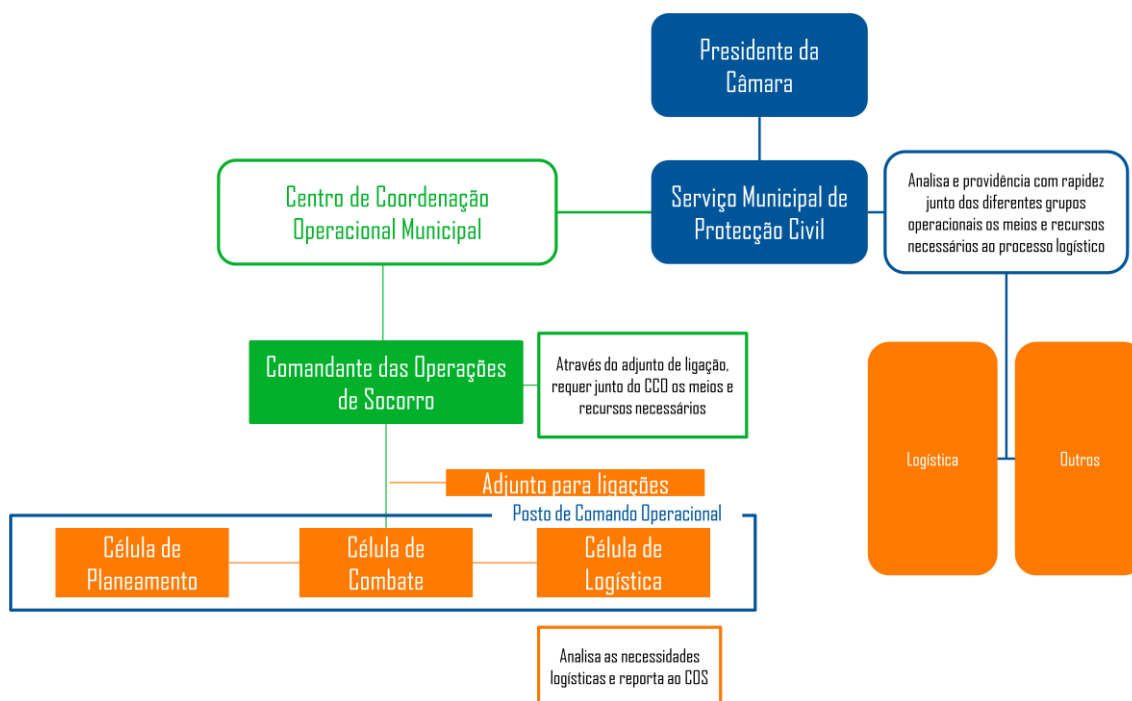 Presidente da
Câmara
Centro de Coordenação
Operacional Municipal
Serviço Municipal de
Protecção Civil
Analisa e providência com rapidez
junto dos diferentes grupos
operacionais os meios e recursos
necessários ao processo logístico
Comandante das Operações
de Socorro
Através do adjunto de ligação,
requer junto do CCO os meios e
recursos necessários
Logística
Outros
Adjunto para ligações
Posto de Comando Operacional
Célula de
Planeamento
Célula de
Combate
Célula de
Logística
Analisa as necessidades
logísticas e reporta ao COS